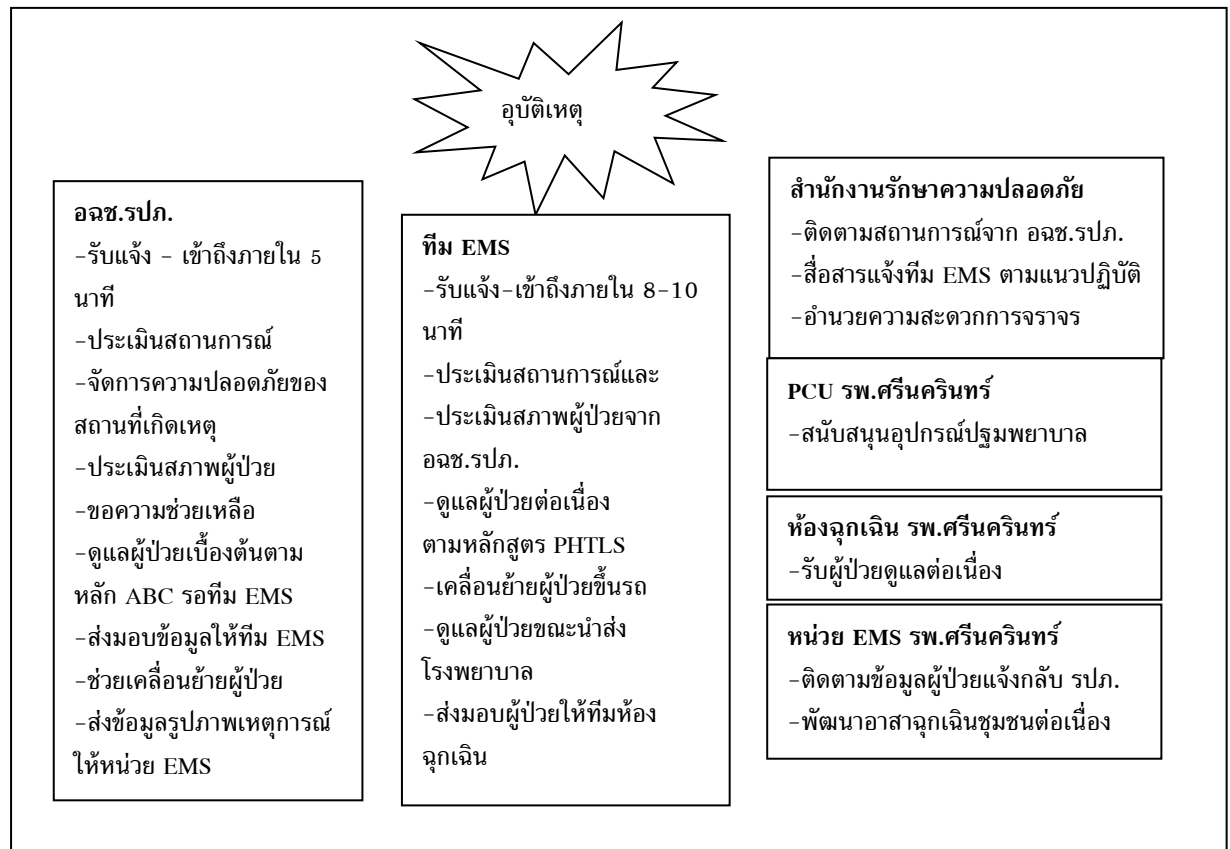 อุบัติเหตุ
อฉช.รปภ.
-รับแจ้ง - เข้าถึงภายใน 5
นาที
-ประเมินสถานการณ์
-จัดการความปลอดภัยของ
สถานที่เกิดเหตุ
-ประเมินสภาพผู้ป่วย
-ขอความช่วยเหลือ
-ดูแลผู้ป่วยเบื้องต้นตาม
หลัก ABC รอทีม EMS
-ส่งมอบข้อมูลให้ทีม EMS
-ช่วยเคลื่อนย้ายผู้ป่วย
-ส่งข้อมูลรูปภาพเหตุการณ์
ให้หน่วย EMS
ทีม EMS
-รับแจ้ง-เข้าถึงภายใน 8-10
นาที
-ประเมินสถานการณ์และ
-ประเมินสภาพผู้ป่วยจาก
อฉช.รปภ.
-ดูแลผู้ป่วยต่อเนื่อง
ตามหลักสูตร PHTLS
-เคลื่อนย้ายผู้ป่วยขึ้นรถ
-ดูแลผู้ป่วยขณะนำส่ง
โรงพยาบาล
-ส่งมอบผู้ป่วยให้ทีมห้อง
ฉุกเฉิน
สำนักงานรักษาความปลอดภัย
-ติดตามสถานการณ์จาก อฉช.รปภ.
-สื่อสารแจ้งทีม EMS ตามแนวปฏิบัติ
-อำนวยความสะดวกการจราจร
PCU รพ.ศรีนครินทร์
-สนับสนุนอุปกรณ์ปฐมพยาบาล
ห้องฉุกเฉิน รพ.ศรีนครินทร์
-รับผู้ป่วยดูแลต่อเนื่อง
หน่วย EMS รพ.ศรีนครินทร์
-ติดตามข้อมูลผู้ป่วยแจ้งกลับ รปภ.
-พัฒนาอาสาฉุกเฉินชุมชนต่อเนื่อง